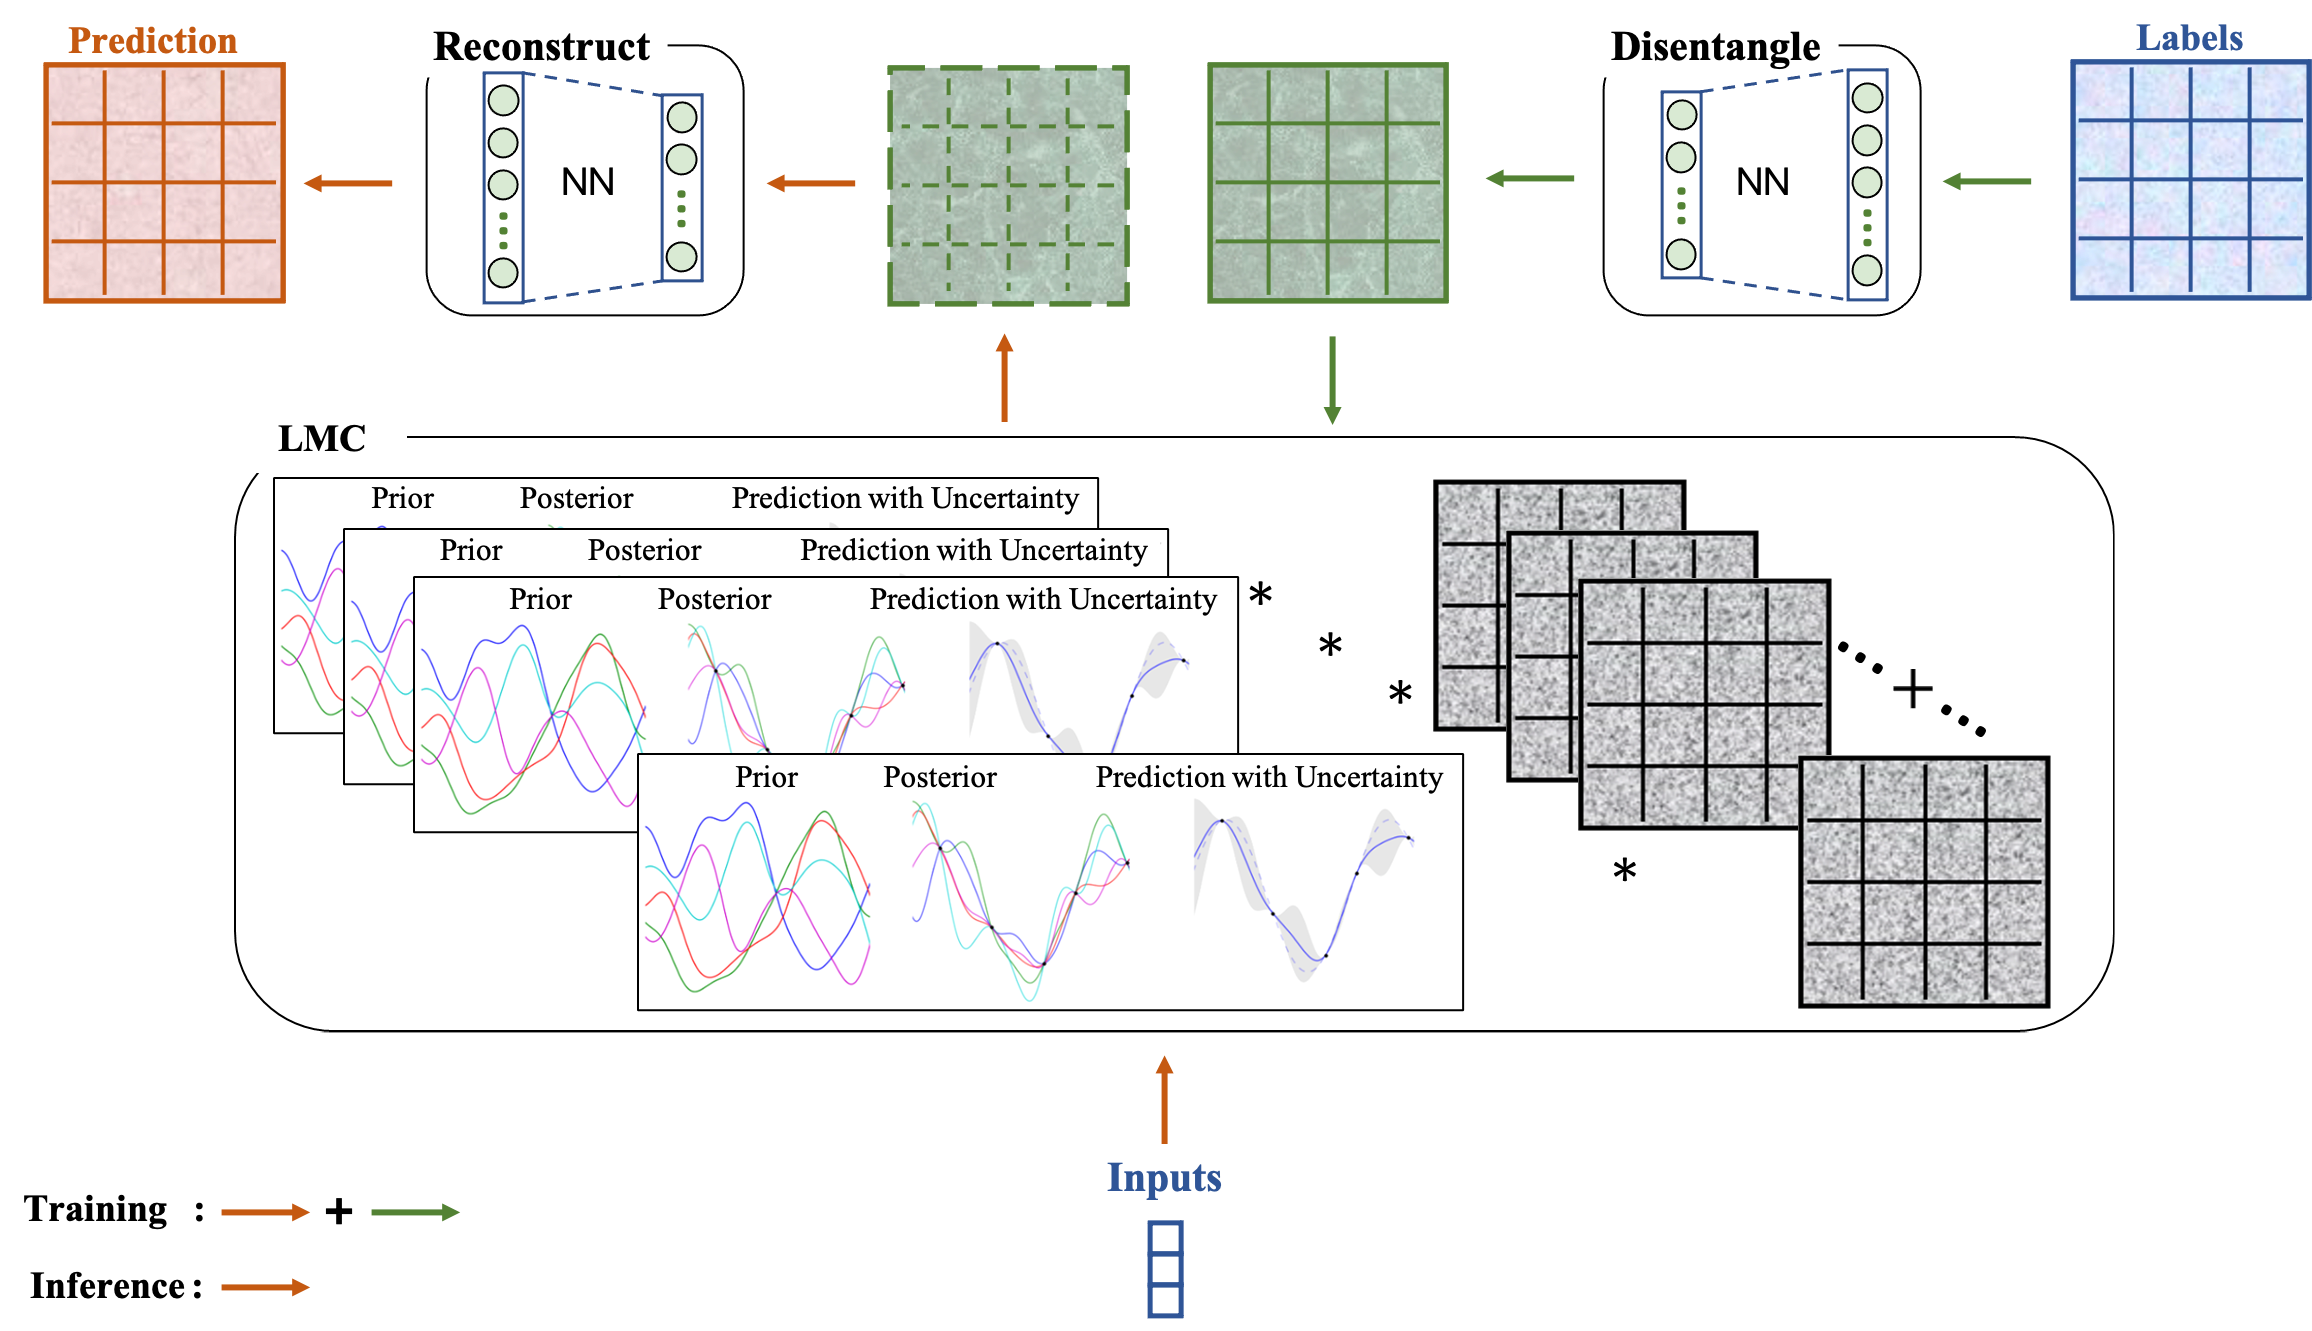 Prediction
Reconstruct
Disentangle
Labels
NN
NN
LMC
Prior Posterior Prediction with Uncertainty
Prior Posterior Prediction with Uncertainty
Prior Posterior Prediction with Uncertainty
*
*
*
+
Prior Posterior Prediction with Uncertainty
*
Inputs
Training : +
Inference :